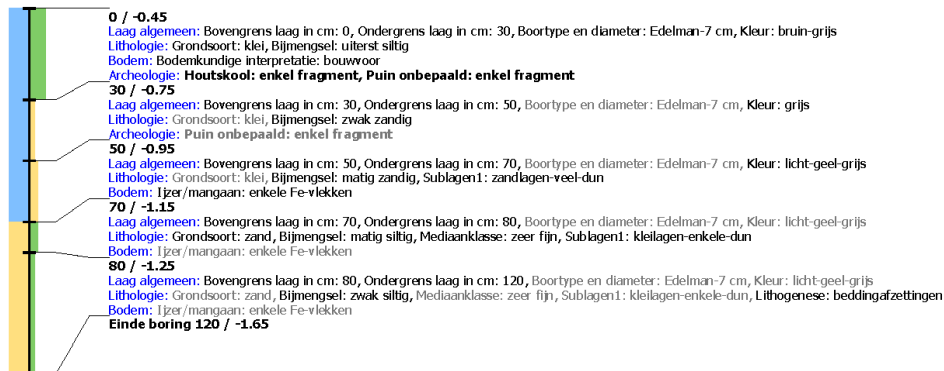 0 / -0.45
Laag algemeen: Bovengrens laag in cm: 0, Ondergrens laag in cm: 30, Boortype en diameter: Edelman-7 cm, Kleur: bruin-grijs
Lithologie: Grondsoort: klei, Bijmengsel: uiterst siltig
Bodem: Bodemkundige interpretatie: bouwvoor
Archeologie: Houtskool: enkel fragment, Puin onbepaald: enkel fragment
30 / -0.75
Laag algemeen: Bovengrens laag in cm: 30, Ondergrens laag in cm: 50, Boortype en diameter: Edelman-7 cm, Kleur: grijs
Lithologie: Grondsoort: klei, Bijmengsel: zwak zandig
Archeologie: Puin onbepaald: enkel fragment
50 / -0.95
Laag algemeen: Bovengrens laag in cm: 50, Ondergrens laag in cm: 70, Boortype en diameter: Edelman-7 cm, Kleur: licht-geel-grijs
Lithologie: Grondsoort: klei, Bijmengsel: matig zandig, Sublagen1: zandlagen-veel-dun
Bodem: Ijzer/mangaan: enkele Fe-vlekken
70 / -1.15
Laag algemeen: Bovengrens laag in cm: 70, Ondergrens laag in cm: 80, Boortype en diameter: Edelman-7 cm, Kleur: licht-geel-grijs
Lithologie: Grondsoort: zand, Bijmengsel: matig siltig, Mediaanklasse: zeer fijn, Sublagen1: kleilagen-enkele-dun
Bodem: Ijzer/mangaan: enkele Fe-vlekken
80 / -1.25
Laag algemeen: Bovengrens laag in cm: 80, Ondergrens laag in cm: 120, Boortype en diameter: Edelman-7 cm, Kleur: licht-geel-grijs
Lithologie: Grondsoort: zand, Bijmengsel: zwak siltig, Mediaanklasse: zeer fijn, Sublagen1: kleilagen-enkele-dun, Lithogenese: beddingafzettingen
Bodem: Ijzer/mangaan: enkele Fe-vlekken
Einde boring 120 / -1.65